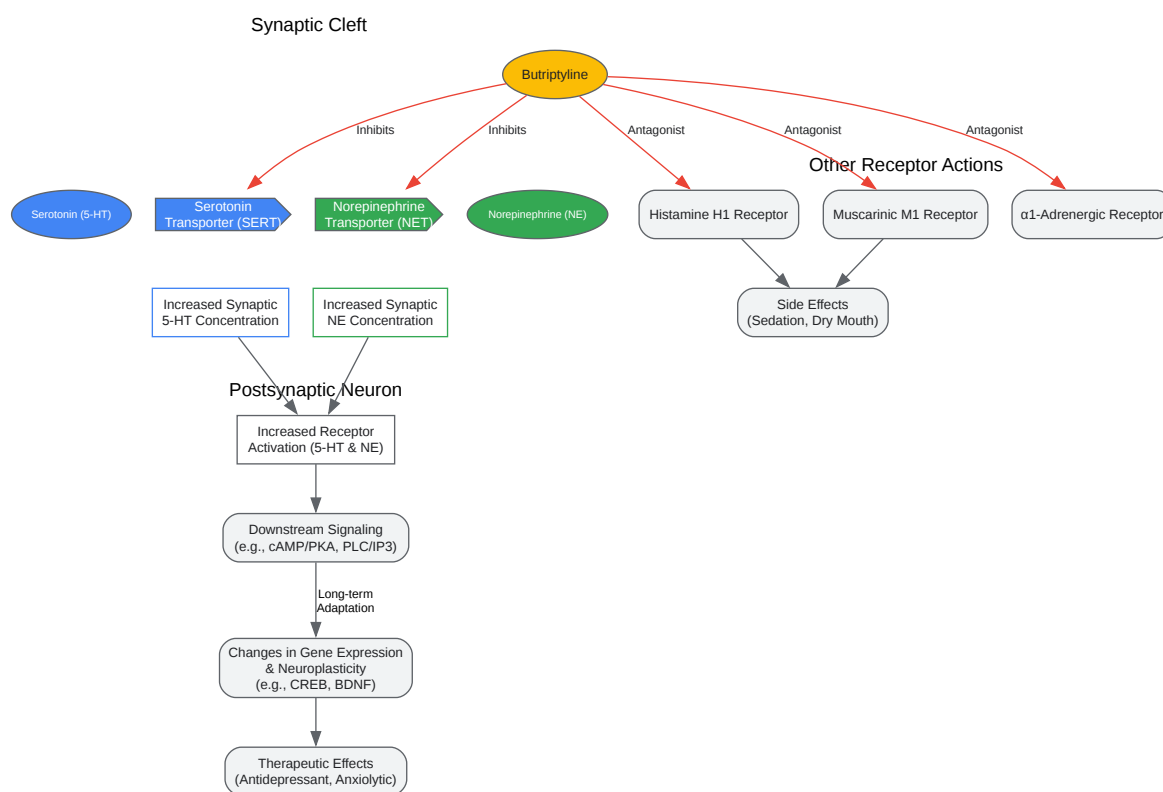 Synaptic Cleft
Butriptyline
Inhibits
Inhibits
Antagonist
Antagonist
Antagonist
Other Receptor Actions
Serotonin (5-HT)
Serotonin
Transporter (SERT)
Norepinephrine
Transporter (NET)
Norepinephrine (NE)
Histamine H1 Receptor
Muscarinic M1 Receptor
α1-Adrenergic Receptor
Increased Synaptic
5-HT Concentration
Increased Synaptic
NE Concentration
Side Effects
(Sedation, Dry Mouth)
Postsynaptic Neuron
Increased Receptor
Activation (5-HT & NE)
Downstream Signaling
(e.g., cAMP/PKA, PLC/IP3)
Long-term
Adaptation
Changes in Gene Expression
& Neuroplasticity
(e.g., CREB, BDNF)
Therapeutic Effects
(Antidepressant, Anxiolytic)